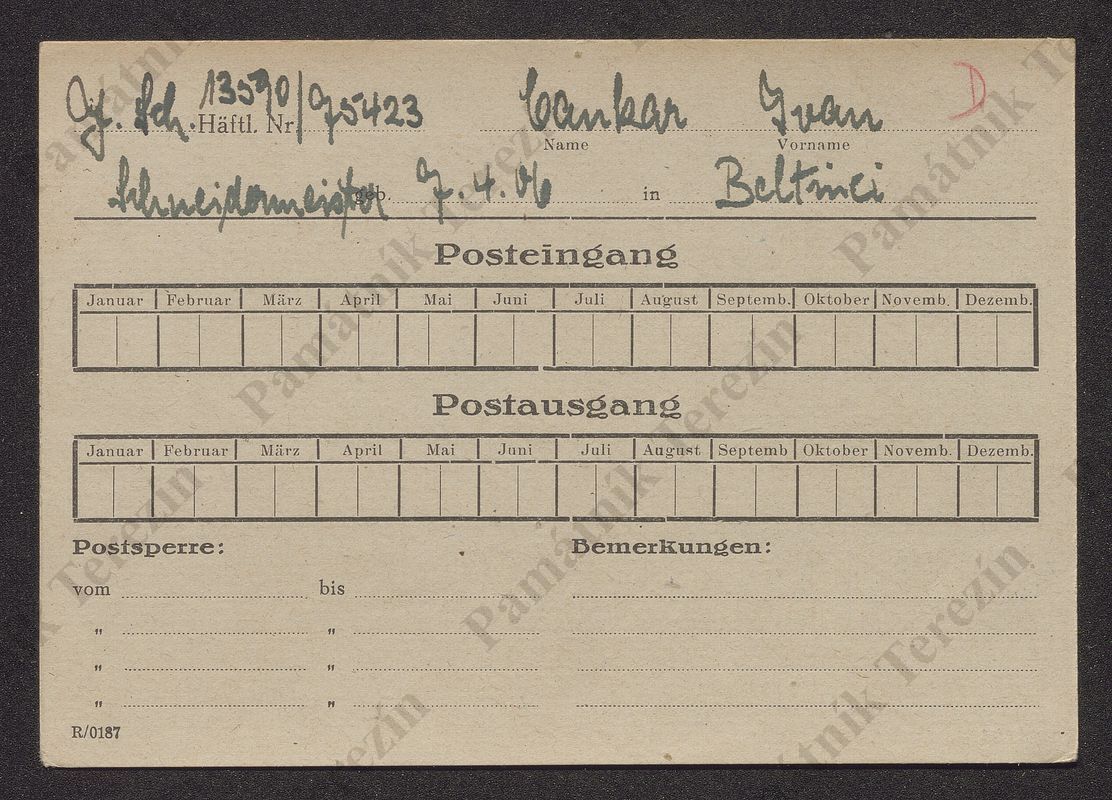 Sch. 13590/75423 Cankar Ivan D
Häftl. Nr. Name Vorname
Schneidermeister geb. 7.4.06 in Beltinci
Posteingang
Januar Februar März April Mai Juni Juli August Septemb. Oktober Novemb. Dezemb.
Postausgang
Januar Februar März April Mai Juni Juli August Septemb Oktober Novemb. Dezemb.
Postsperre: Bemerkungen:
vom bis
" "
" "
" "
R/0187
Památník Terezín